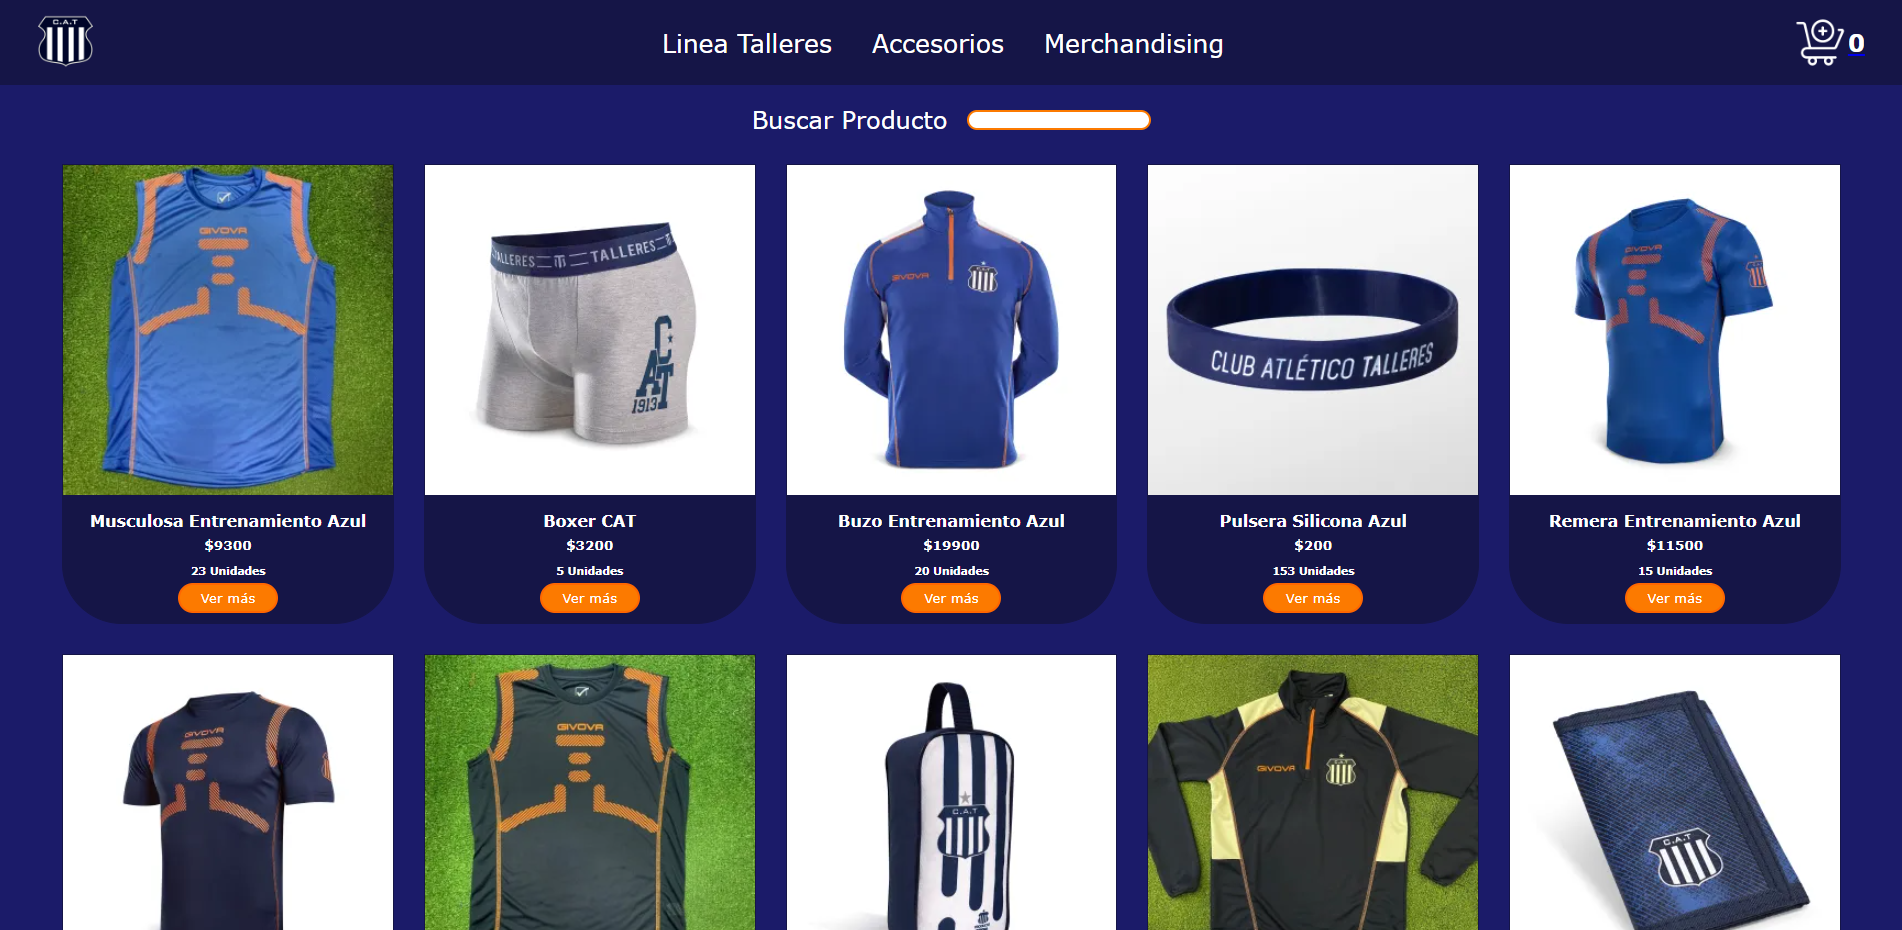 C.A.T
Linea Talleres
Accesorios
Merchandising
0
Buscar Producto
GIVOVA
TALLERES
TALLERES
CAT
1913
GIVOVA
C.A.T
CLUB ATLÉTICO TALLERES
GIVOVA
Musculosa Entrenamiento Azul
$9300
23 Unidades
Ver más
Boxer CAT
$3200
5 Unidades
Ver más
Buzo Entrenamiento Azul
$19900
20 Unidades
Ver más
Pulsera Silicona Azul
$200
153 Unidades
Ver más
Remera Entrenamiento Azul
$11500
15 Unidades
Ver más
GIVOVA
GIVOVA
C.A.T
GIVOVA
C.A.T
C.A.T